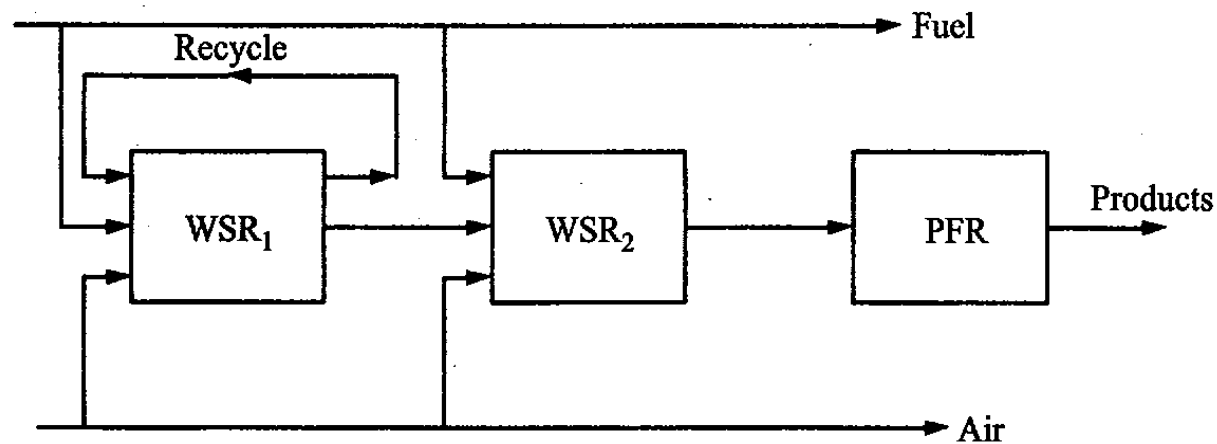 Fuel
Recycle
WSR₁
WSR₂
PFR
Products
Air